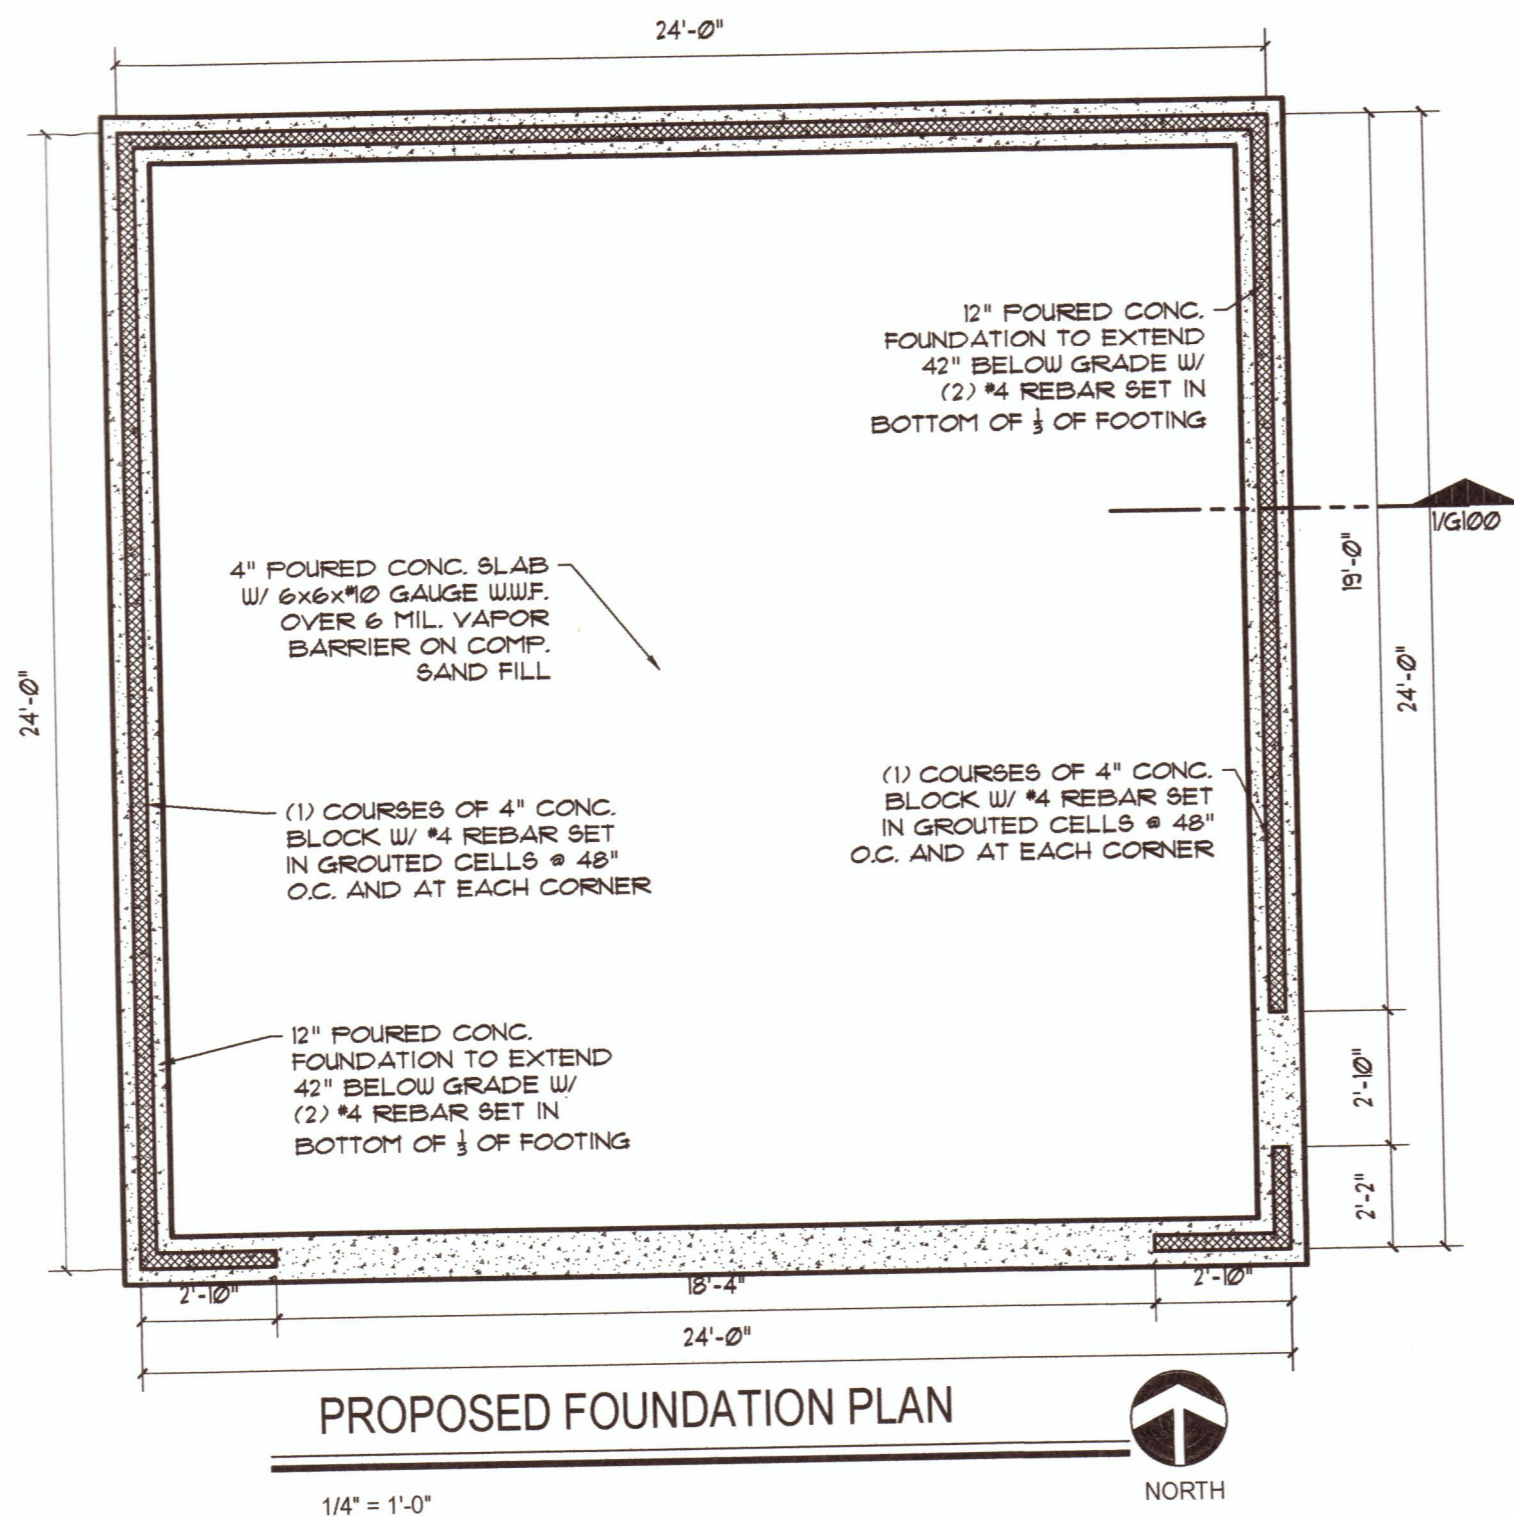 24'-0"
12" POURED CONC.
FOUNDATION TO EXTEND
42" BELOW GRADE W/
(2) #4 REBAR SET IN
BOTTOM OF 1/3 OF FOOTING
1/G100
19'-0"
24'-0"
4" POURED CONC. SLAB
W/ 6x6x#10 GAUGE W.W.F.
OVER 6 MIL. VAPOR
BARRIER ON COMP.
SAND FILL
24'-0"
(1) COURSES OF 4" CONC.
BLOCK W/ #4 REBAR SET
IN GROUTED CELLS @ 48"
O.C. AND AT EACH CORNER
(1) COURSES OF 4" CONC.
BLOCK W/ #4 REBAR SET
IN GROUTED CELLS @ 48"
O.C. AND AT EACH CORNER
12" POURED CONC.
FOUNDATION TO EXTEND
42" BELOW GRADE W/
(2) #4 REBAR SET IN
BOTTOM OF 1/3 OF FOOTING
2'-10"
2'-2"
2'-10"
18'-4"
2'-10"
24'-0"
PROPOSED FOUNDATION PLAN
1/4" = 1'-0"
NORTH